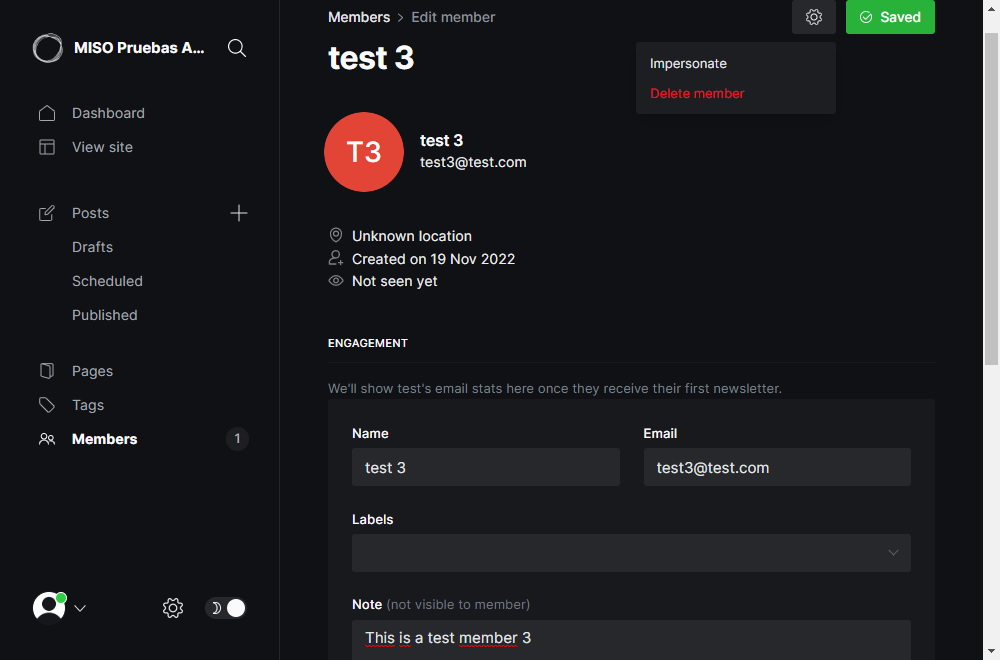 MISO Pruebas A...
Dashboard
View site
Posts
Drafts
Scheduled
Published
Pages
Tags
Members
1
Members > Edit member
Saved
test 3
Impersonate
Delete member
T3
test 3
test3@test.com
Unknown location
Created on 19 Nov 2022
Not seen yet
ENGAGEMENT
We'll show test's email stats here once they receive their first newsletter.
Name
test 3
Email
test3@test.com
Labels
Note (not visible to member)
This is a test member 3